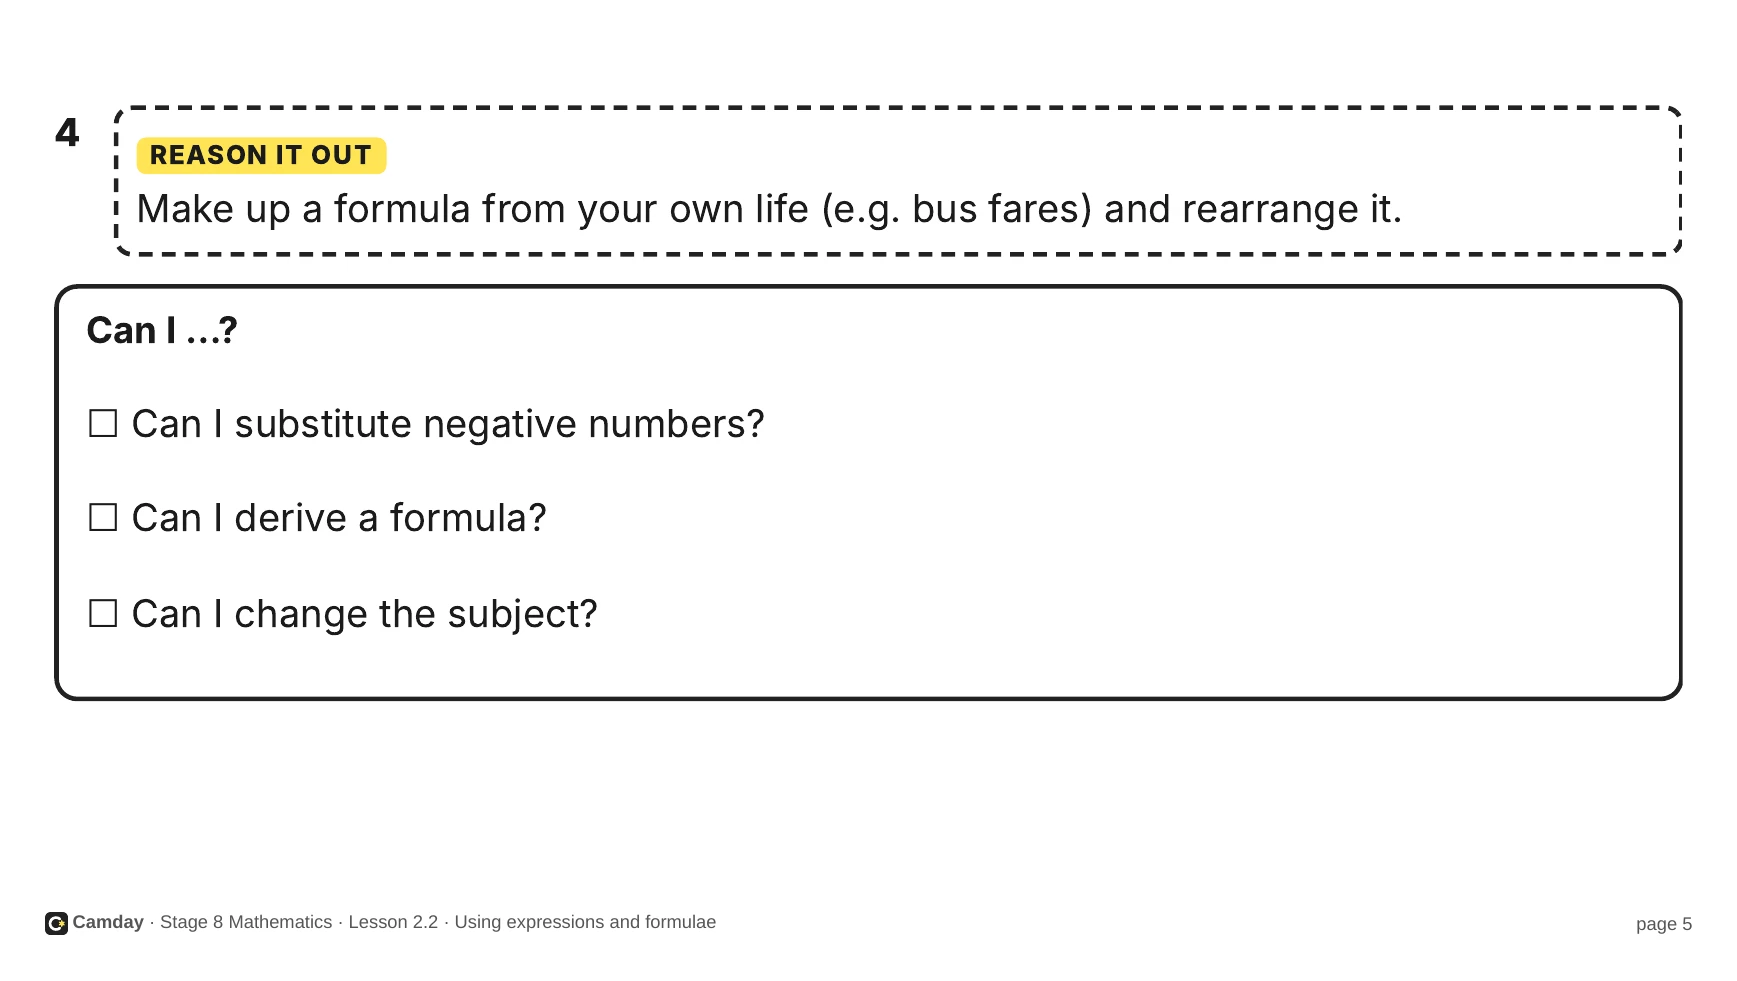 4
REASON IT OUT
Make up a formula from your own life (e.g. bus fares) and rearrange it.
Can I …?
☐ Can I substitute negative numbers?
☐ Can I derive a formula?
☐ Can I change the subject?
Camday · Stage 8 Mathematics · Lesson 2.2 · Using expressions and formulae
page 5